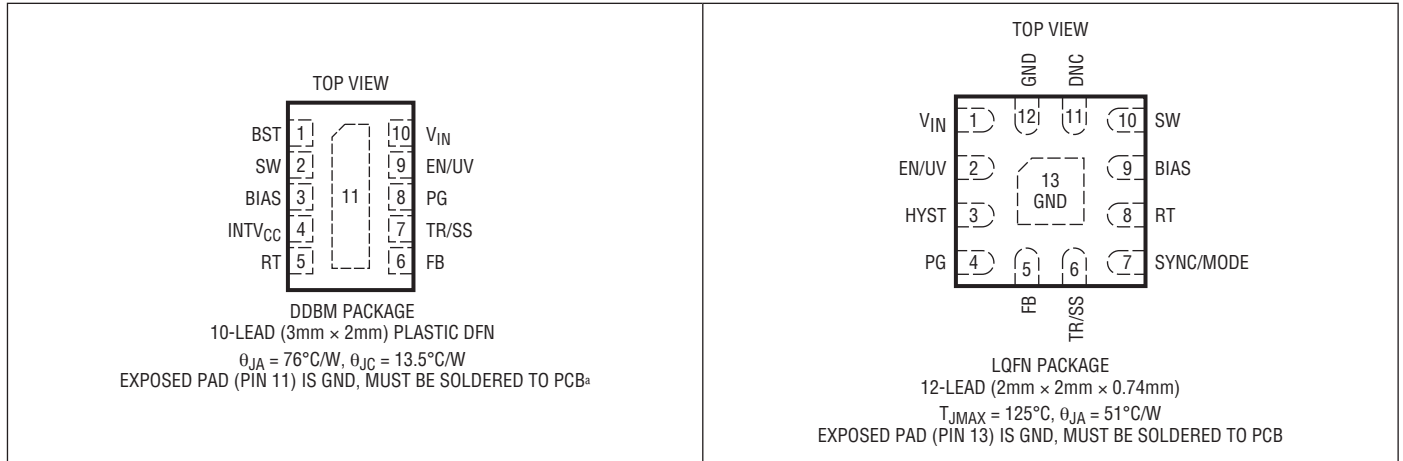 TOP VIEW
BST 1 10 VIN
SW 2 9 EN/UV
BIAS 3 11 8 PG
INTVCC 4 7 TR/SS
RT 5 6 FB
DDBM PACKAGE
10-LEAD (3mm × 2mm) PLASTIC DFN
θJA = 76°C/W, θJC = 13.5°C/W
EXPOSED PAD (PIN 11) IS GND, MUST BE SOLDERED TO PCBa
TOP VIEW
GND DNC
VIN 1 12 11 10 SW
EN/UV 2 9 BIAS
13
GND
HYST 3 8 RT
PG 4 5 6 7 SYNC/MODE
FB TR/SS
LQFN PACKAGE
12-LEAD (2mm × 2mm × 0.74mm)
TJMAX = 125°C, θJA = 51°C/W
EXPOSED PAD (PIN 13) IS GND, MUST BE SOLDERED TO PCB